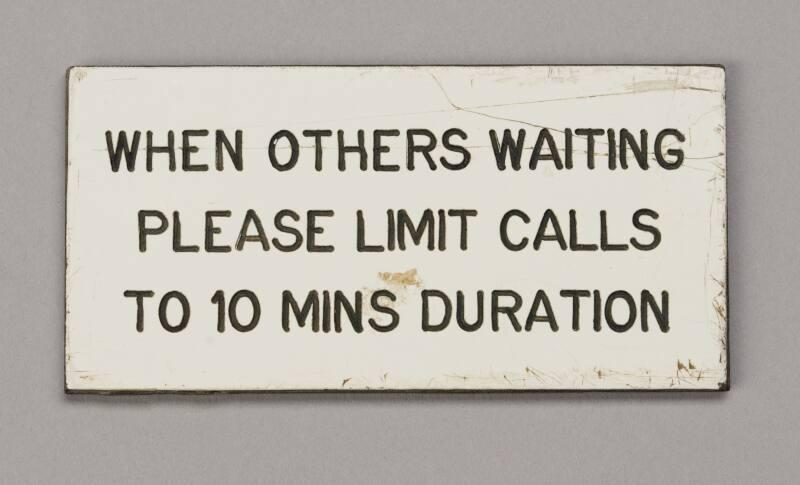 WHEN OTHERS WAITING
PLEASE LIMIT CALLS
TO 10 MINS DURATION